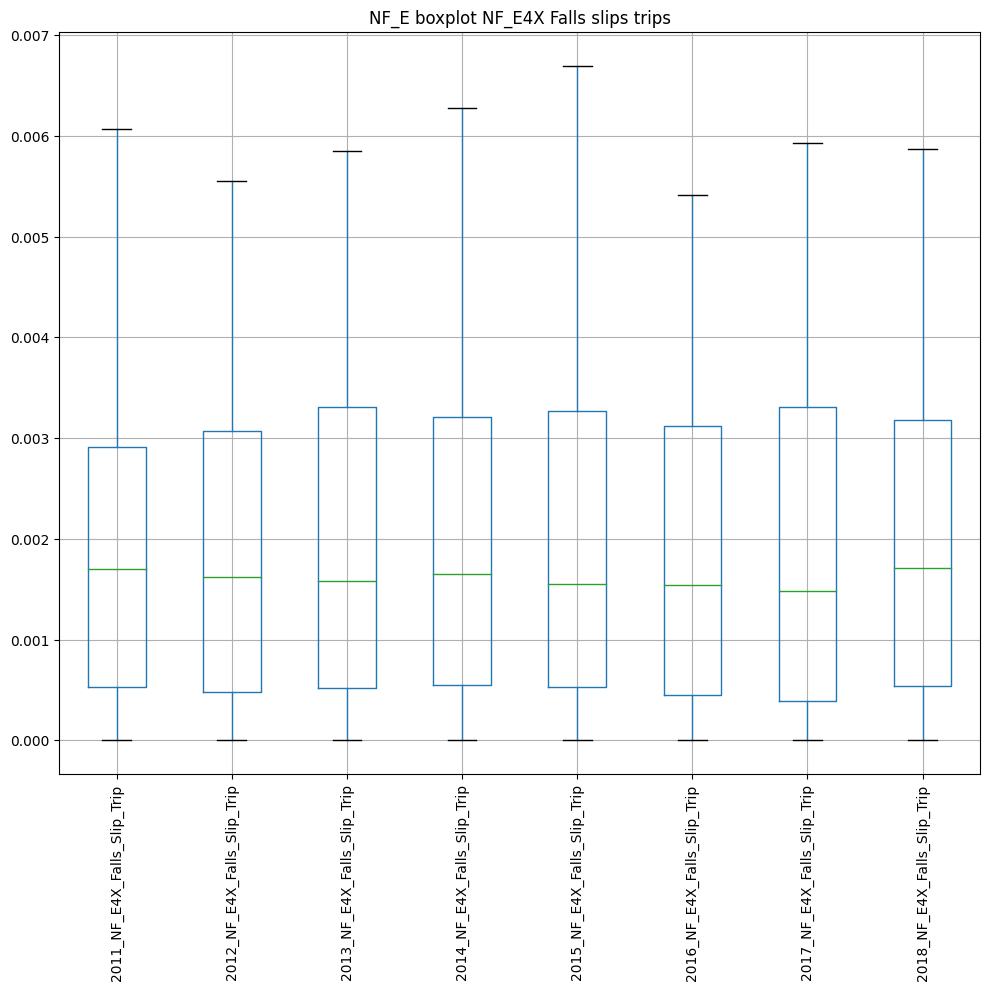 NF_E boxplot NF_E4X Falls slips trips
0.007
0.006
0.005
0.004
0.003
0.002
0.001
0.000
2011_NF_E4X_Falls_Slip_Trip
2012_NF_E4X_Falls_Slip_Trip
2013_NF_E4X_Falls_Slip_Trip
2014_NF_E4X_Falls_Slip_Trip
2015_NF_E4X_Falls_Slip_Trip
2016_NF_E4X_Falls_Slip_Trip
2017_NF_E4X_Falls_Slip_Trip
2018_NF_E4X_Falls_Slip_Trip